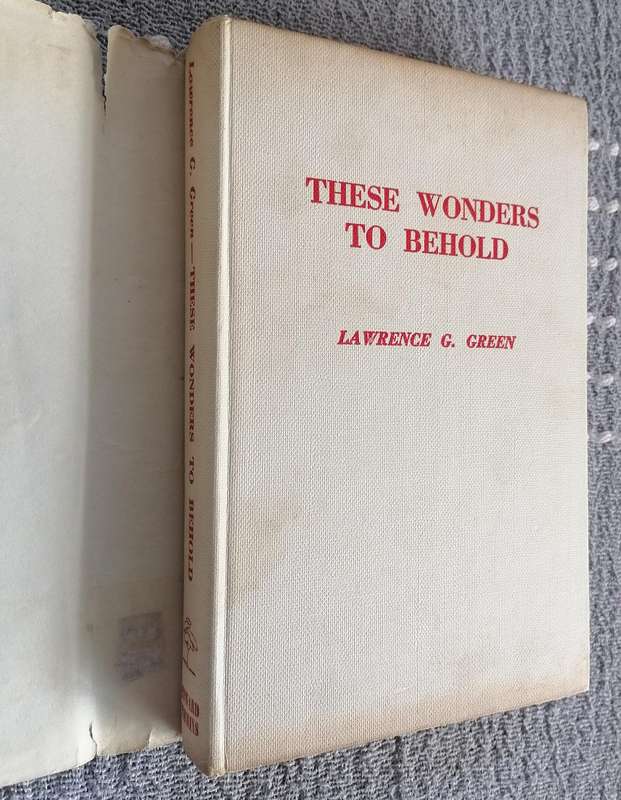 THESE WONDERS
TO BEHOLD
LAWRENCE G. GREEN
Lawrence G. Green — THESE WONDERS TO BEHOLD